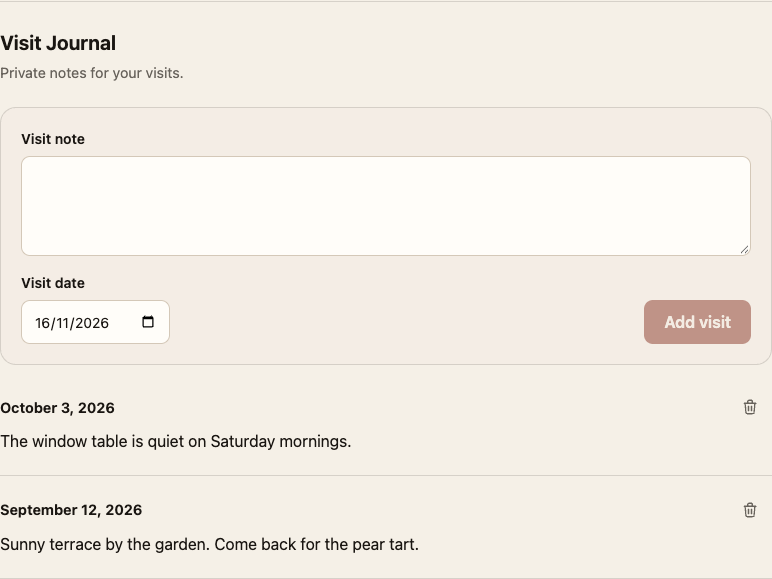 Visit Journal
Private notes for your visits.
Visit note
Visit date
16/11/2026
Add visit
October 3, 2026
The window table is quiet on Saturday mornings.
September 12, 2026
Sunny terrace by the garden. Come back for the pear tart.